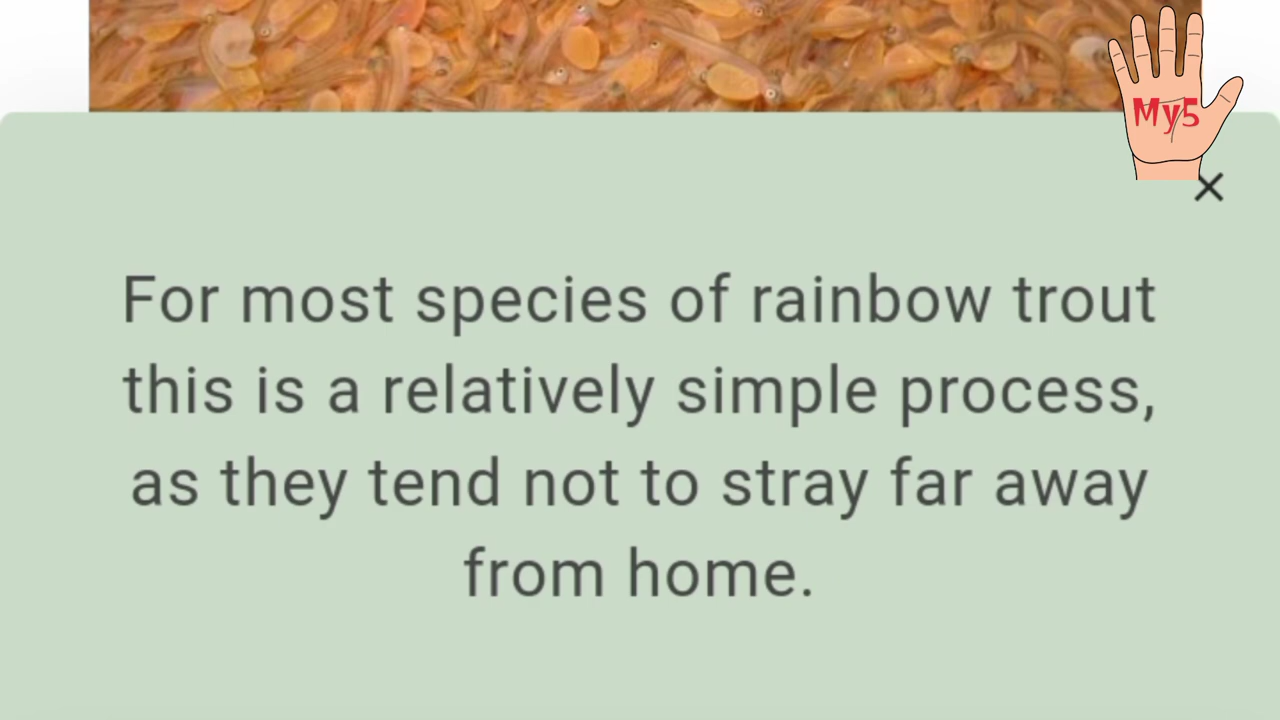 My5
For most species of rainbow trout
this is a relatively simple process,
as they tend not to stray far away
from home.